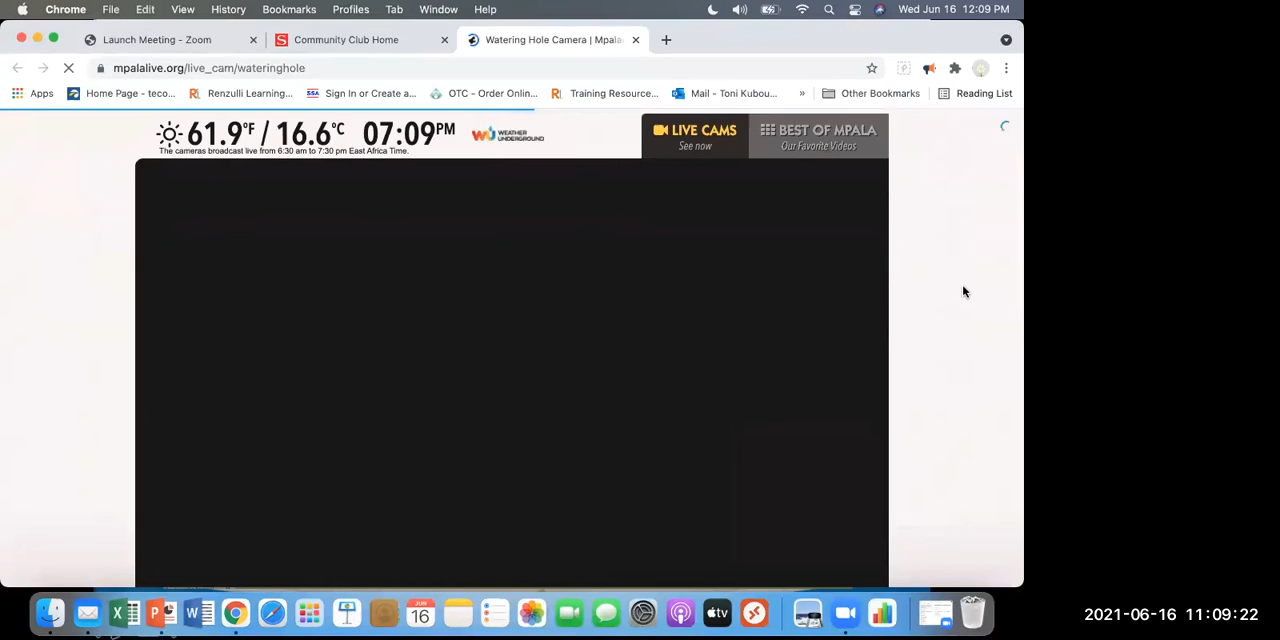 Chrome File Edit View History Bookmarks Profiles Tab Window Help Wed Jun 16 12:09 PM
Launch Meeting - Zoom Community Club Home Watering Hole Camera | Mpala
mpalalive.org/live_cam/wateringhole
Apps Home Page - teco... Renzulli Learning... Sign In or Create a... OTC - Order Onlin... Training Resource... Mail - Toni Kubou... » Other Bookmarks Reading List
61.9°F / 16.6°C 07:09PM WEATHER UNDERGROUND
The cameras broadcast live from 6:30 am to 7:30 pm East Africa Time.
LIVE CAMS
See now
BEST OF MPALA
Our Favorite Videos
JUN
16
tv
2021-06-16 11:09:22